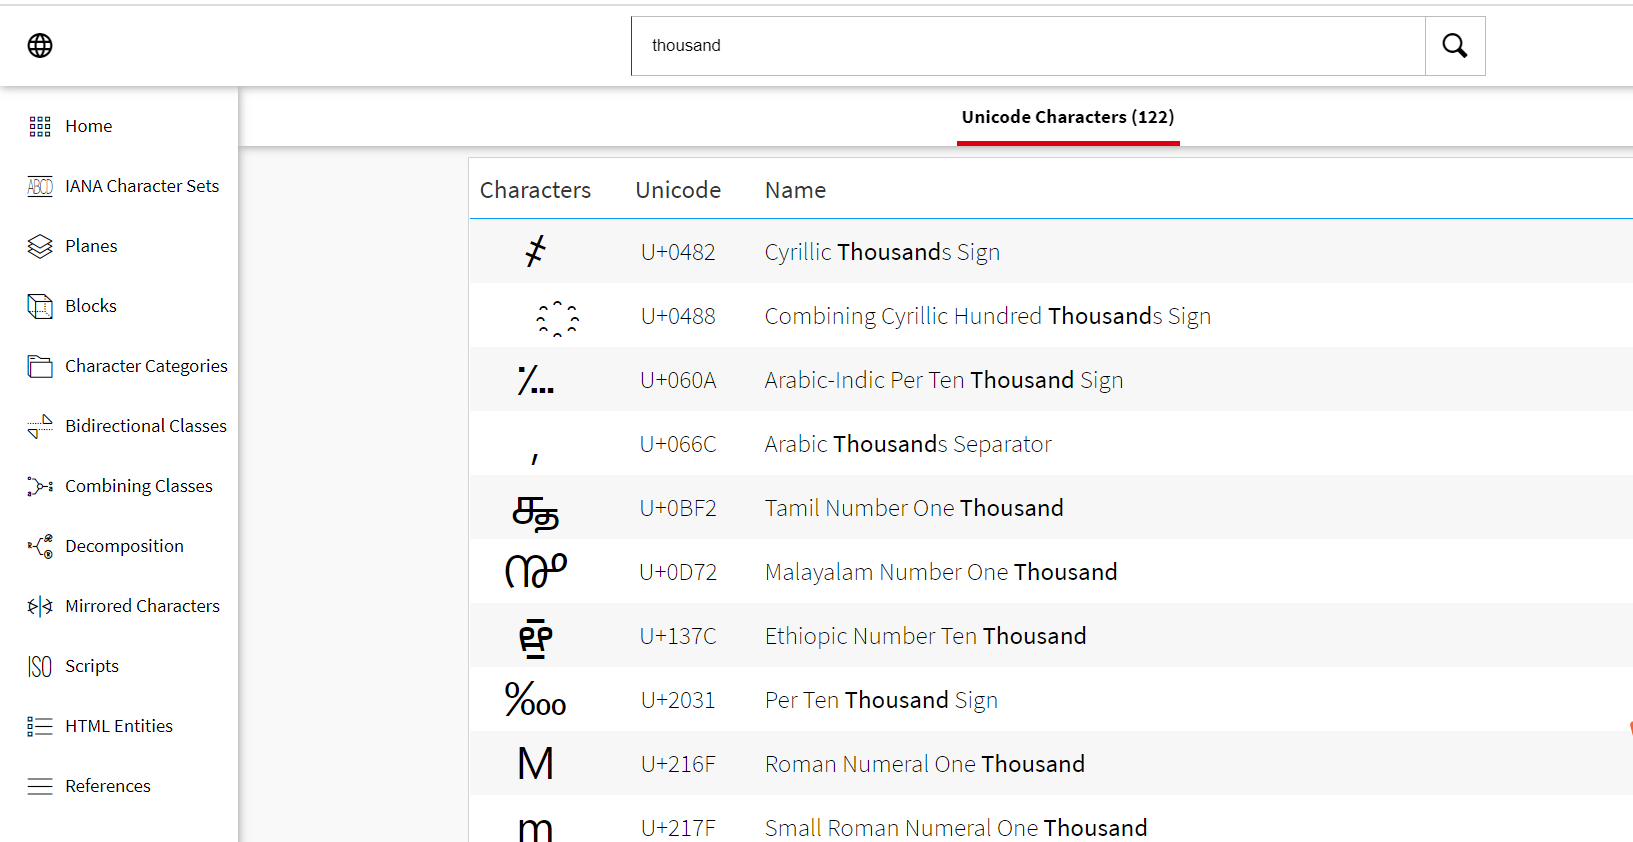 thousand
Home
IANA Character Sets
Planes
Blocks
Character Categories
Bidirectional Classes
Combining Classes
Decomposition
Mirrored Characters
Scripts
HTML Entities
References
Unicode Characters (122)
Characters Unicode Name
҂ U+0482 Cyrillic Thousands Sign
҈ U+0488 Combining Cyrillic Hundred Thousands Sign
؊ U+060A Arabic-Indic Per Ten Thousand Sign
٬ U+066C Arabic Thousands Separator
௲ U+0BF2 Tamil Number One Thousand
൲ U+0D72 Malayalam Number One Thousand
፼ U+137C Ethiopic Number Ten Thousand
‱ U+2031 Per Ten Thousand Sign
Ⅿ U+216F Roman Numeral One Thousand
ⅿ U+217F Small Roman Numeral One Thousand